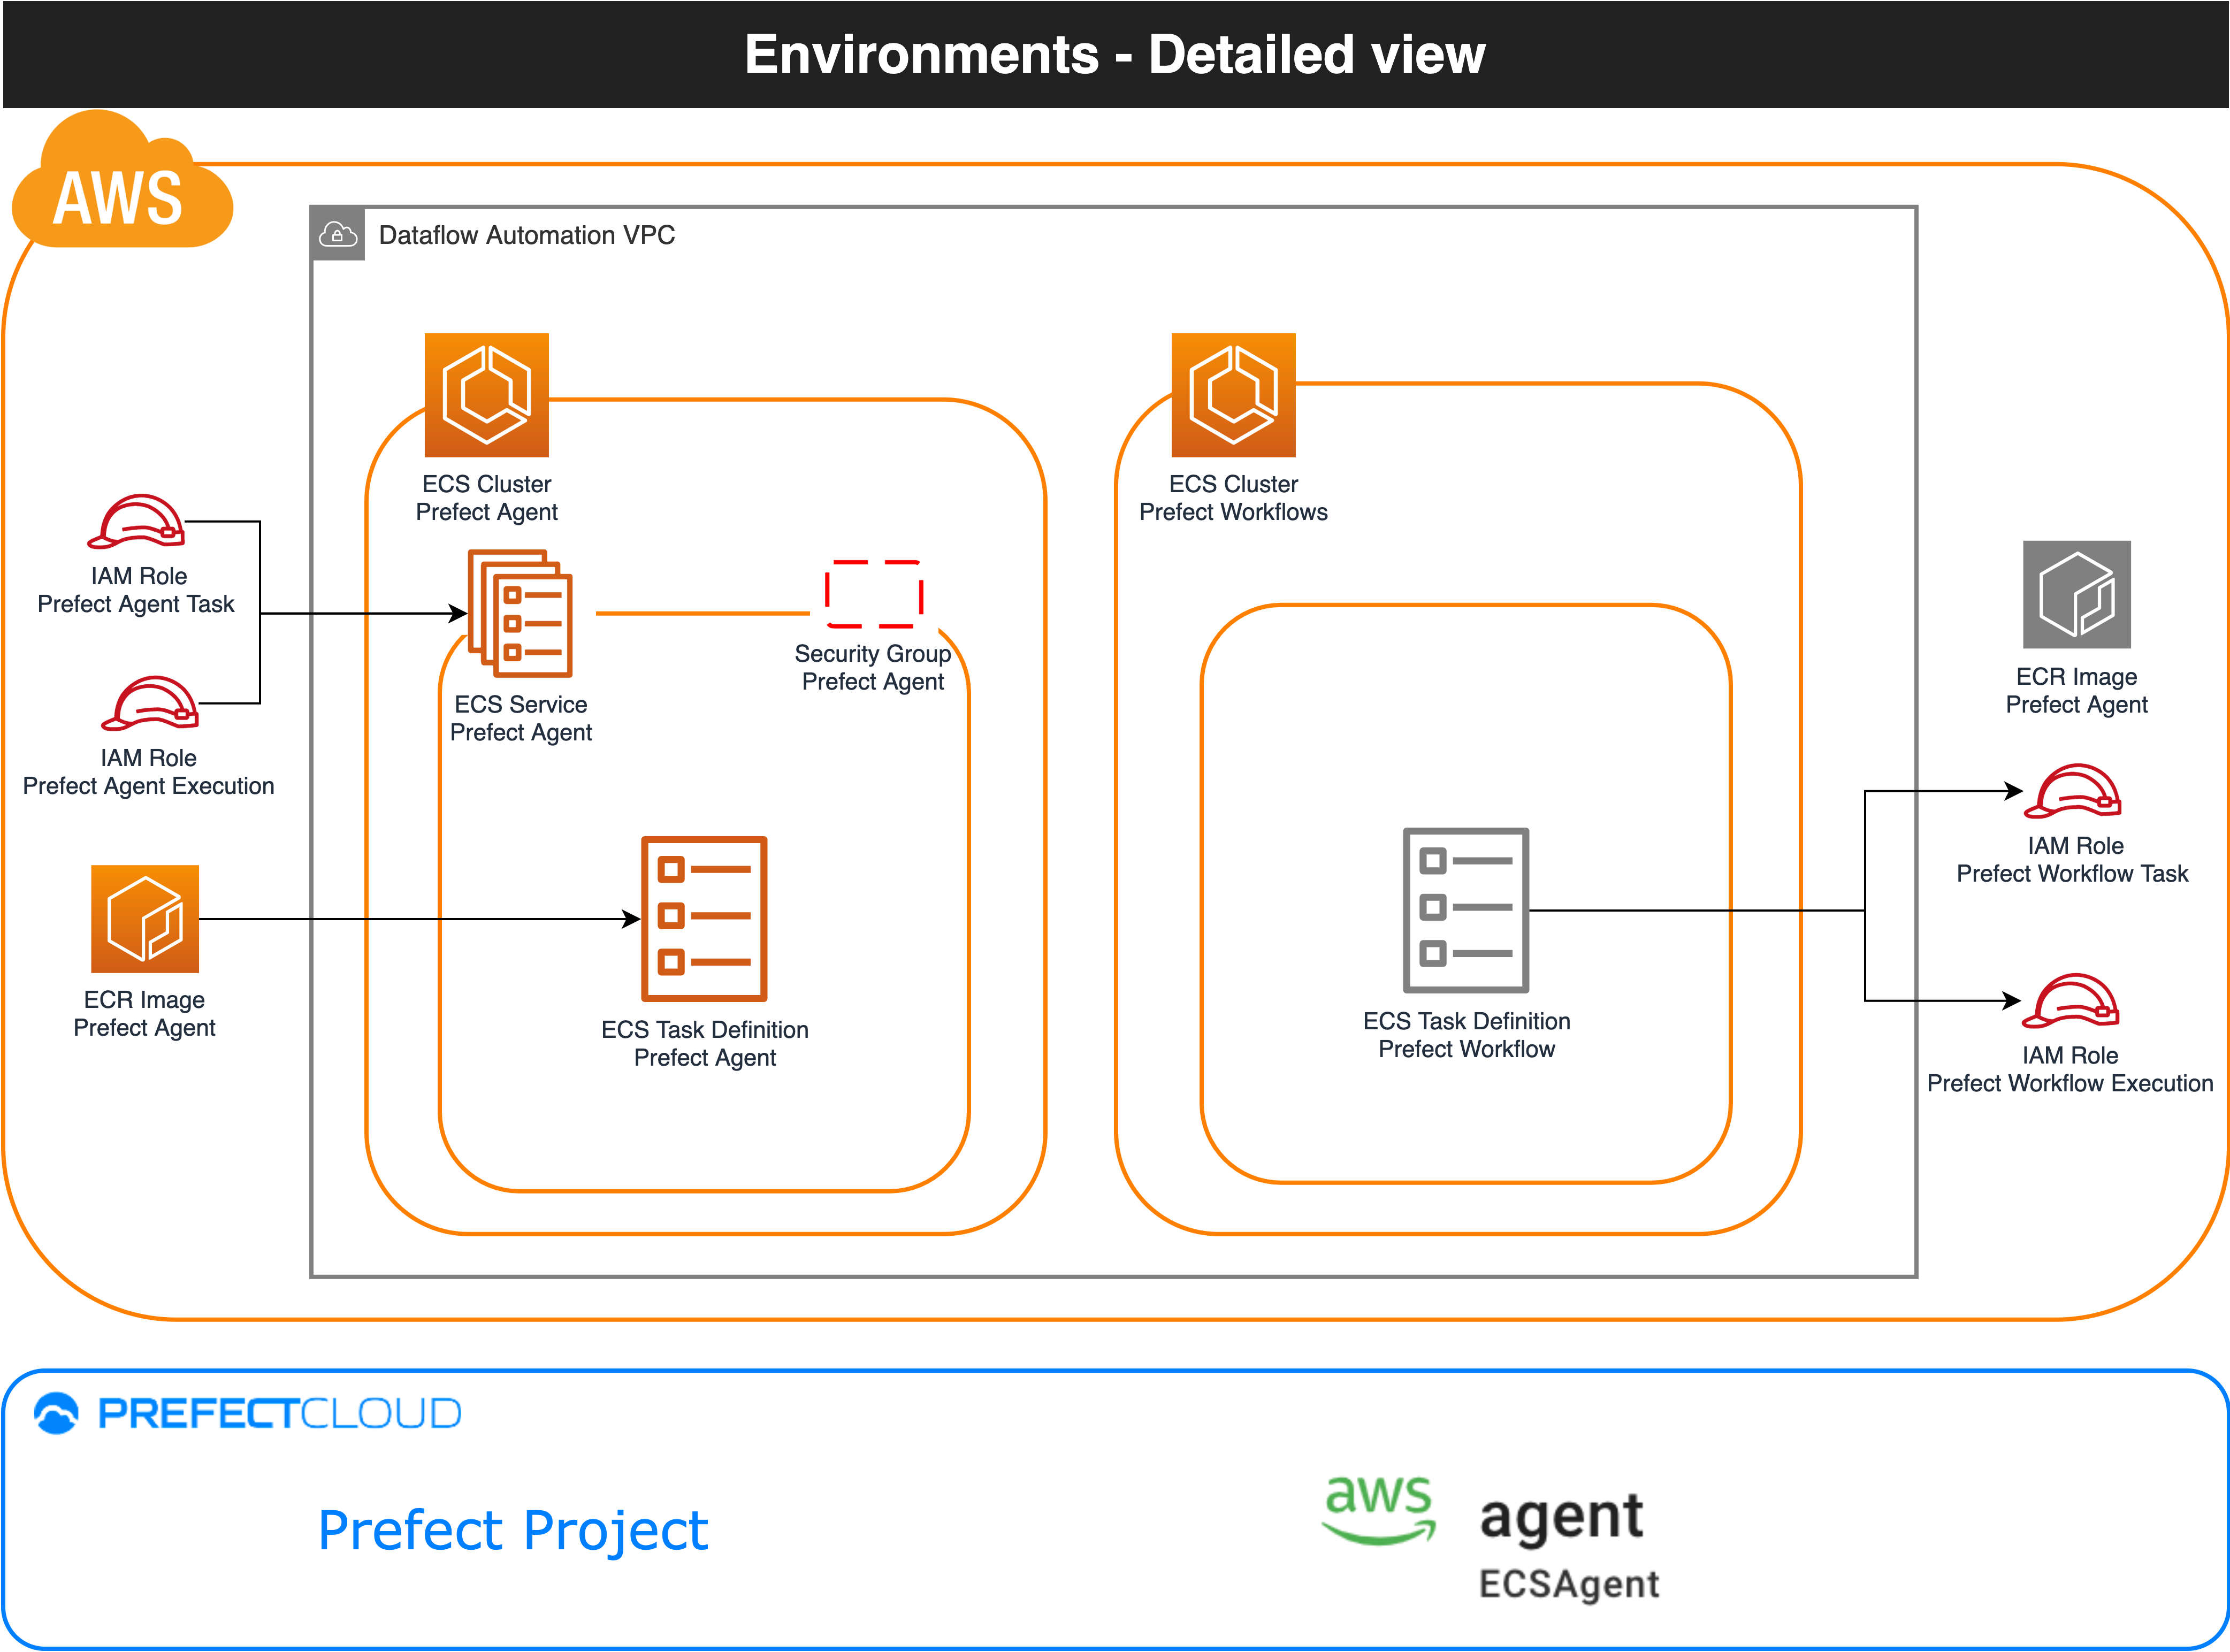 Environments - Detailed view
AWS
Dataflow Automation VPC
ECS Cluster
Prefect Agent
ECS Cluster
Prefect Workflows
IAM Role
Prefect Agent Task
IAM Role
Prefect Agent Execution
ECR Image
Prefect Agent
ECS Service
Prefect Agent
Security Group
Prefect Agent
ECS Task Definition
Prefect Agent
ECS Task Definition
Prefect Workflow
ECR Image
Prefect Agent
IAM Role
Prefect Workflow Task
IAM Role
Prefect Workflow Execution
PREFECTCLOUD
Prefect Project
aws
agent
ECSAgent